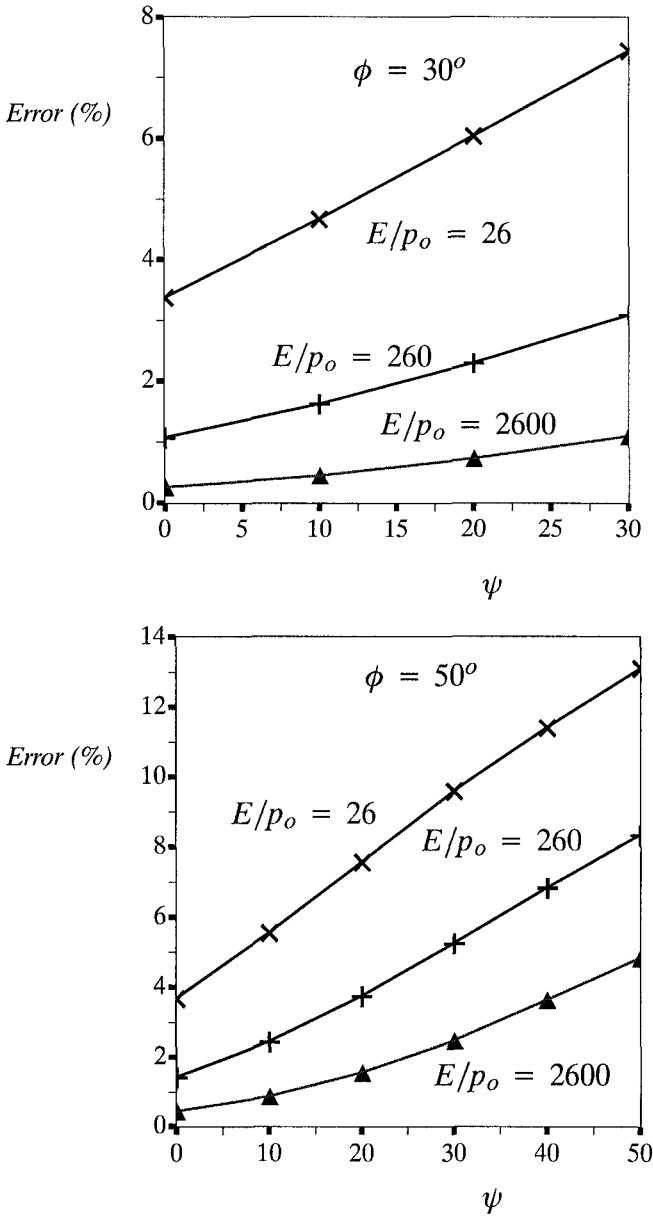 8
ϕ = 30°
Error (%)
6
E/pₒ = 26
4
E/pₒ = 260
2
E/pₒ = 2600
0
0 5 10 15 20 25 30
ψ
14
ϕ = 50°
12
Error (%)
10
E/pₒ = 26
E/pₒ = 260
8
6
4
2
E/pₒ = 2600
0
0 10 20 30 40 50
ψ